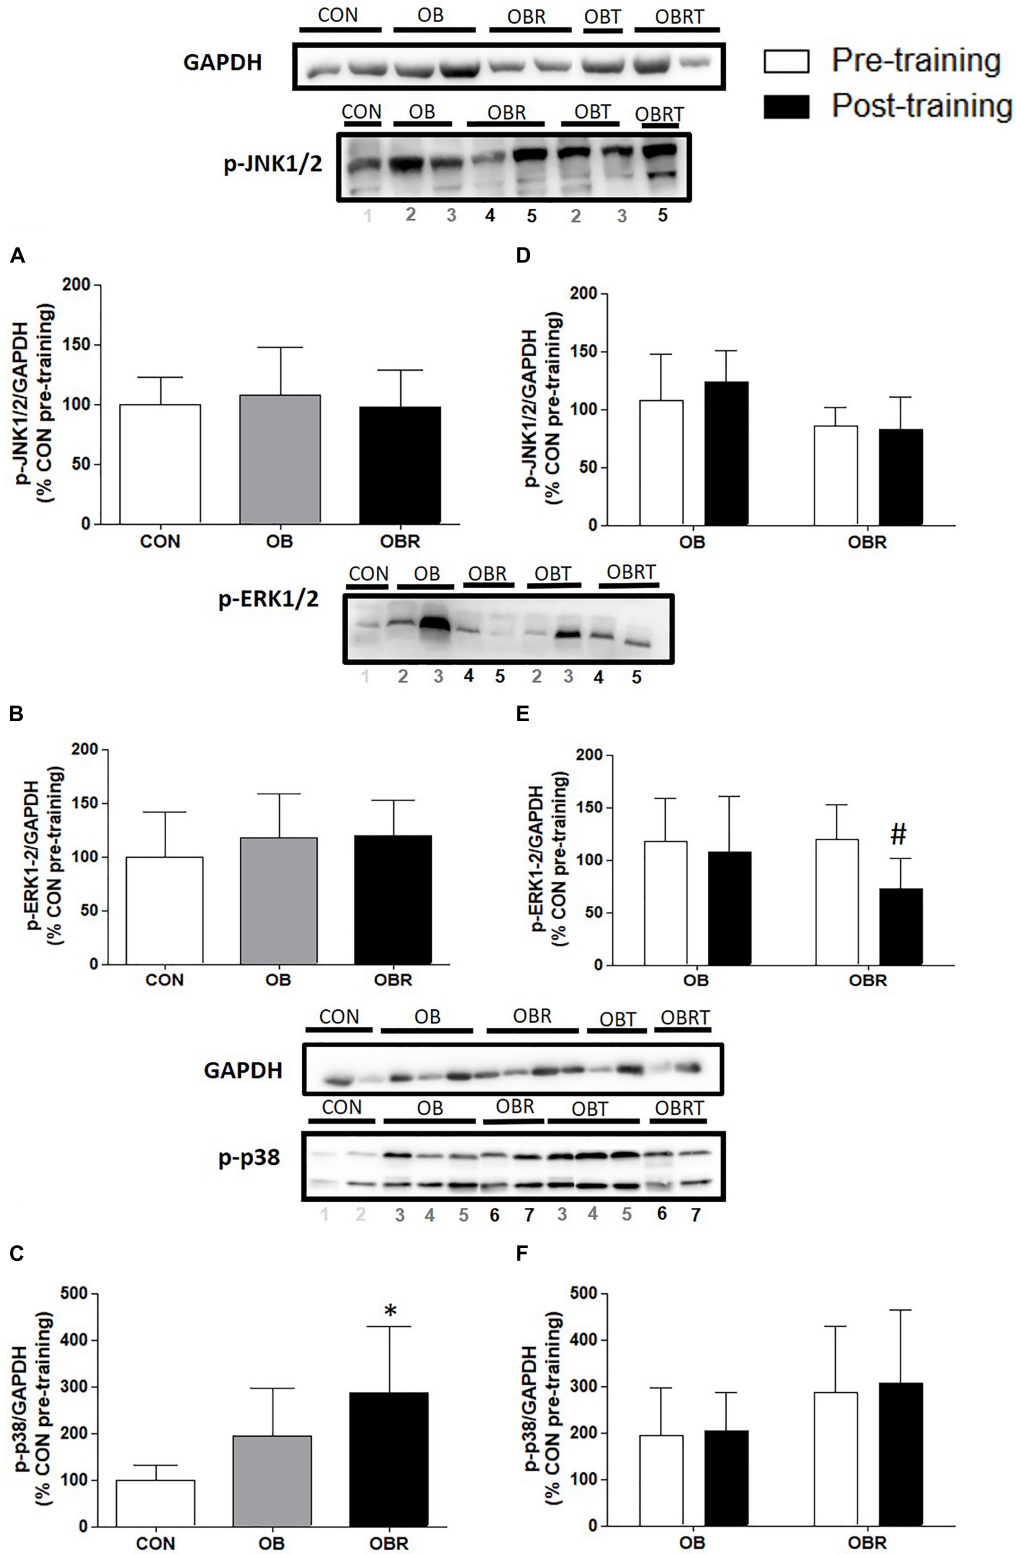 CON OB OBR OBT OBRT
GAPDH
Pre-training
Post-training
CON OB OBR OBT OBRT
p-JNK1/2
1 2 3 4 5 2 3 5
A
p-JNK1/2/GAPDH
(% CON pre-training)
200
150
100
50
0
CON OB OBR
D
p-JNK1/2/GAPDH
(% CON pre-training)
200
150
100
50
0
OB OBR
CON OB OBR OBT OBRT
p-ERK1/2
1 2 3 4 5 2 3 4 5
B
p-ERK1-2/GAPDH
(% CON pre-training)
200
150
100
50
0
CON OB OBR
E
p-ERK1-2/GAPDH
(% CON pre-training)
200
150
100
50
0
#
OB OBR
CON OB OBR OBT OBRT
GAPDH
CON OB OBR OBT OBRT
p-p38
1 2 3 4 5 6 7 3 4 5 6 7
C
p-p38/GAPDH
(% CON pre-training)
500
400
300
200
100
0
*
CON OB OBR
F
p-p38/GAPDH
(% CON pre-training)
500
400
300
200
100
0
OB OBR